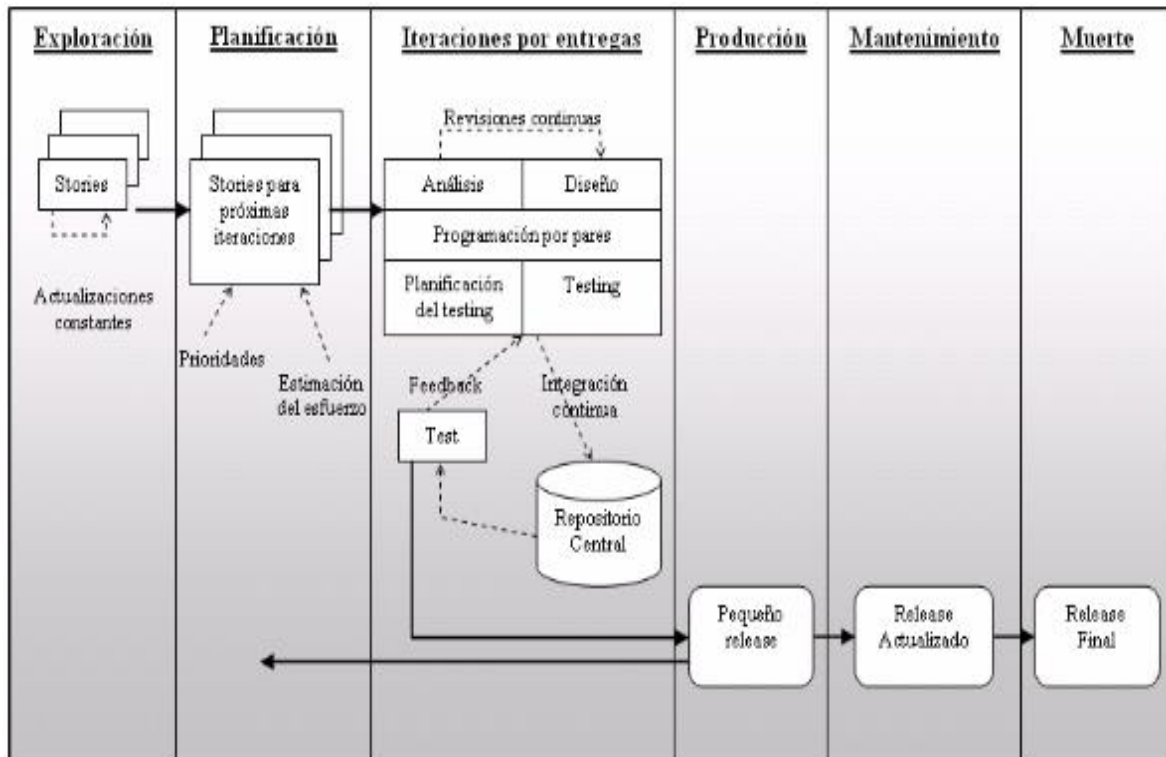 Exploración
Planificación
Iteraciones por entregas
Producción
Mantenimiento
Muerte
Stories
Actualizaciones
constantes
Stories para
próximas
iteraciones
Prioridades
Estimación
del esfuerzo
Revisiones continuas
Análisis
Diseño
Programación por pares
Planificación
del testing
Testing
Feedback
Integración
continua
Test
Repositorio
Central
Pequeño
release
Release
Actualizado
Release
Final